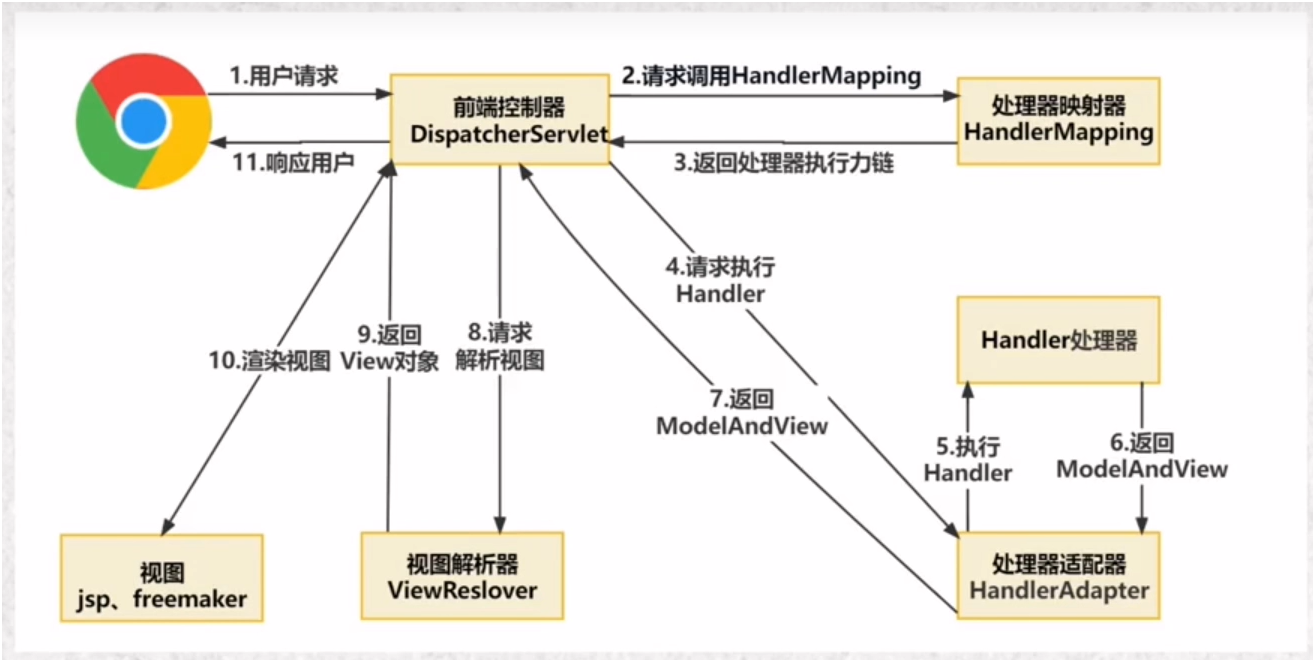 1.用户请求
2.请求调用HandlerMapping
前端控制器
DispatcherServlet
处理器映射器
HandlerMapping
11.响应用户
3.返回处理器执行力链
4.请求执行
Handler
Handler处理器
9.返回
View对象
8.请求
解析视图
10.渲染视图
7.返回
ModelAndView
5.执行
Handler
6.返回
ModelAndView
视图
jsp、freemaker
视图解析器
ViewReslover
处理器适配器
HandlerAdapter